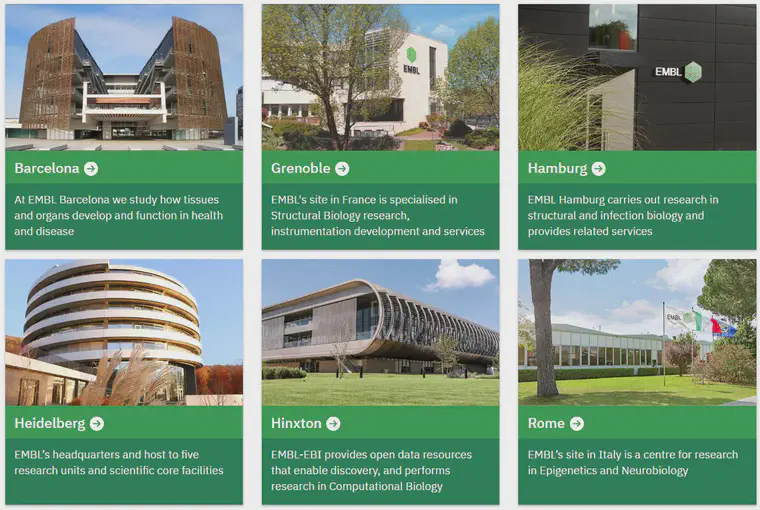 EMBL
EMBL
Barcelona
Grenoble
Hamburg
At EMBL Barcelona we study how tissues
and organs develop and function in health
and disease
EMBL's site in France is specialised in
Structural Biology research,
instrumentation development and services
EMBL Hamburg carries out research in
structural and infection biology and
provides related services
EMBL
Heidelberg
Hinxton
Rome
EMBL's headquarters and host to five
research units and scientific core facilities
EMBL-EBI provides open data resources
that enable discovery, and performs
research in Computational Biology
EMBL's site in Italy is a centre for research
in Epigenetics and Neurobiology